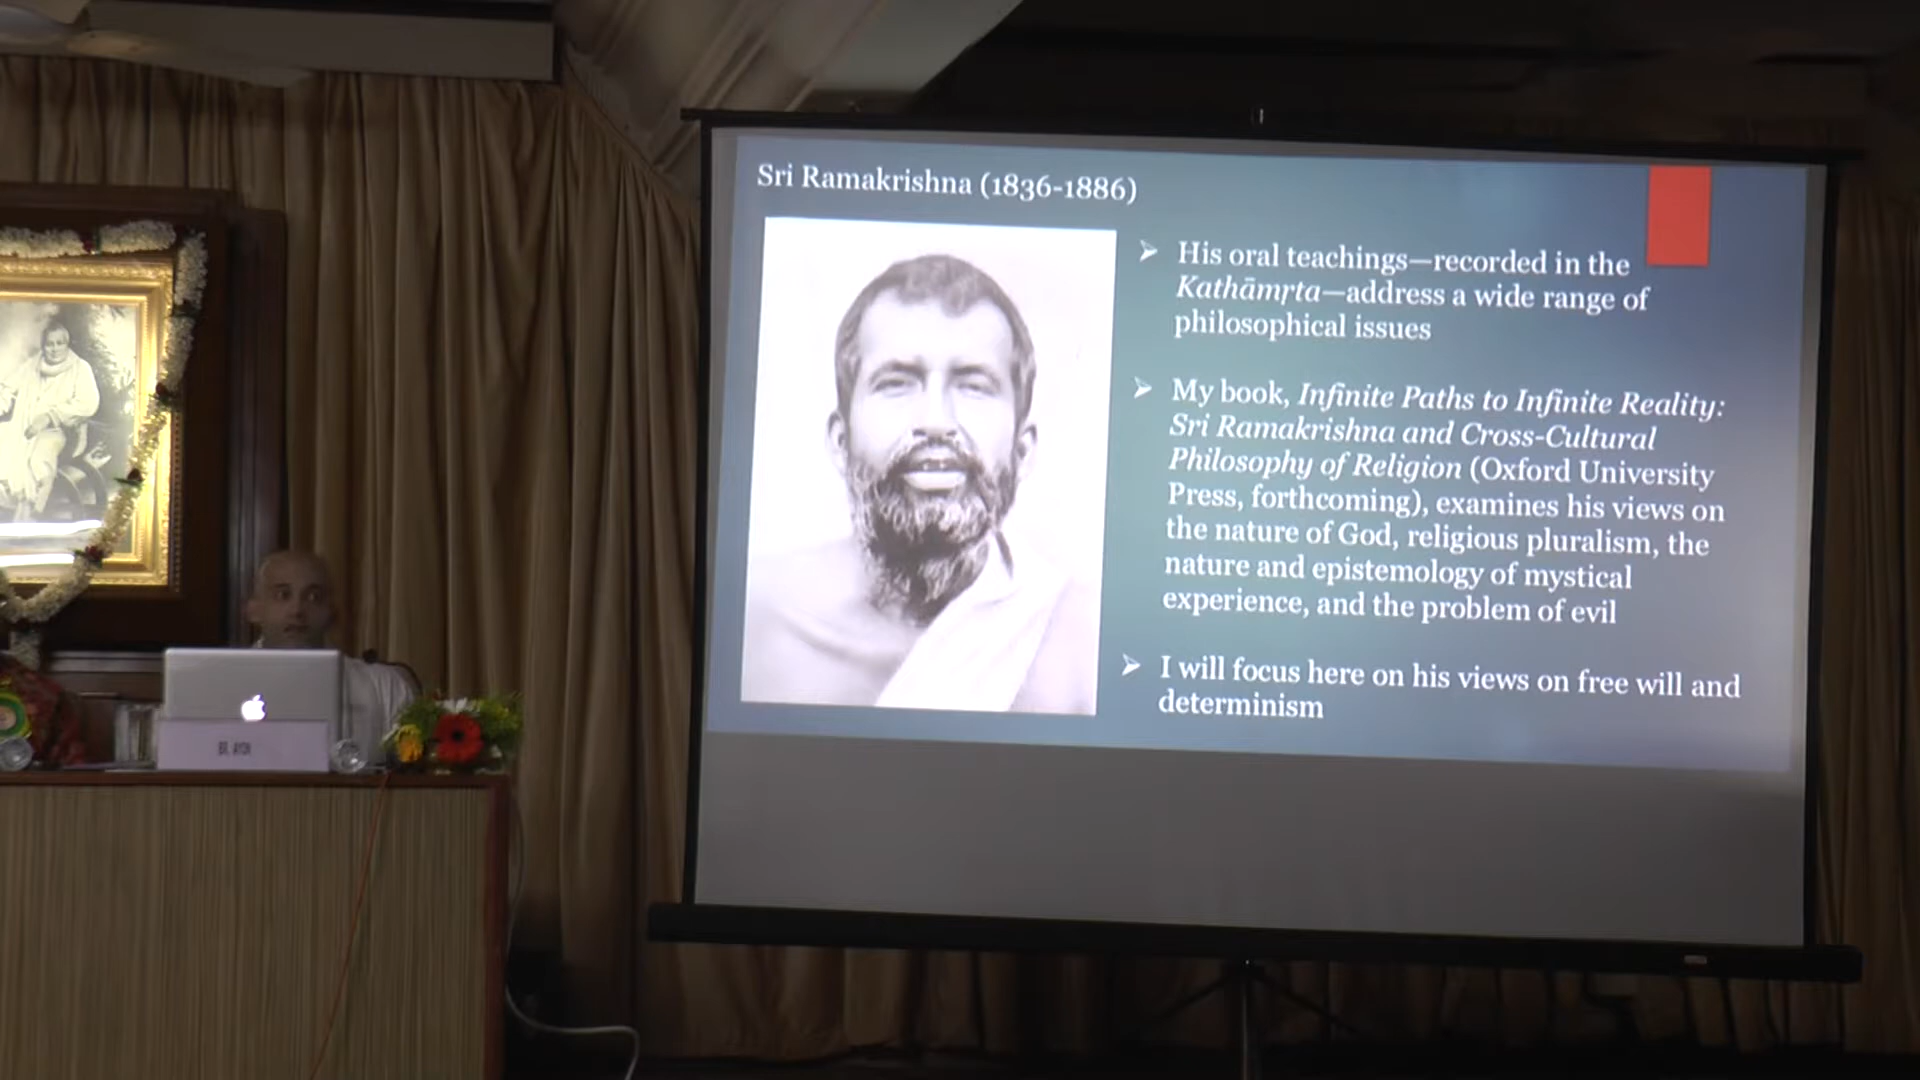 Sri Ramakrishna (1836-1886)
➢ His oral teachings—recorded in the
Kathāmṛta—address a wide range of
philosophical issues
➢ My book, Infinite Paths to Infinite Reality:
Sri Ramakrishna and Cross-Cultural
Philosophy of Religion (Oxford University
Press, forthcoming), examines his views on
the nature of God, religious pluralism, the
nature and epistemology of mystical
experience, and the problem of evil
➢ I will focus here on his views on free will and
determinism